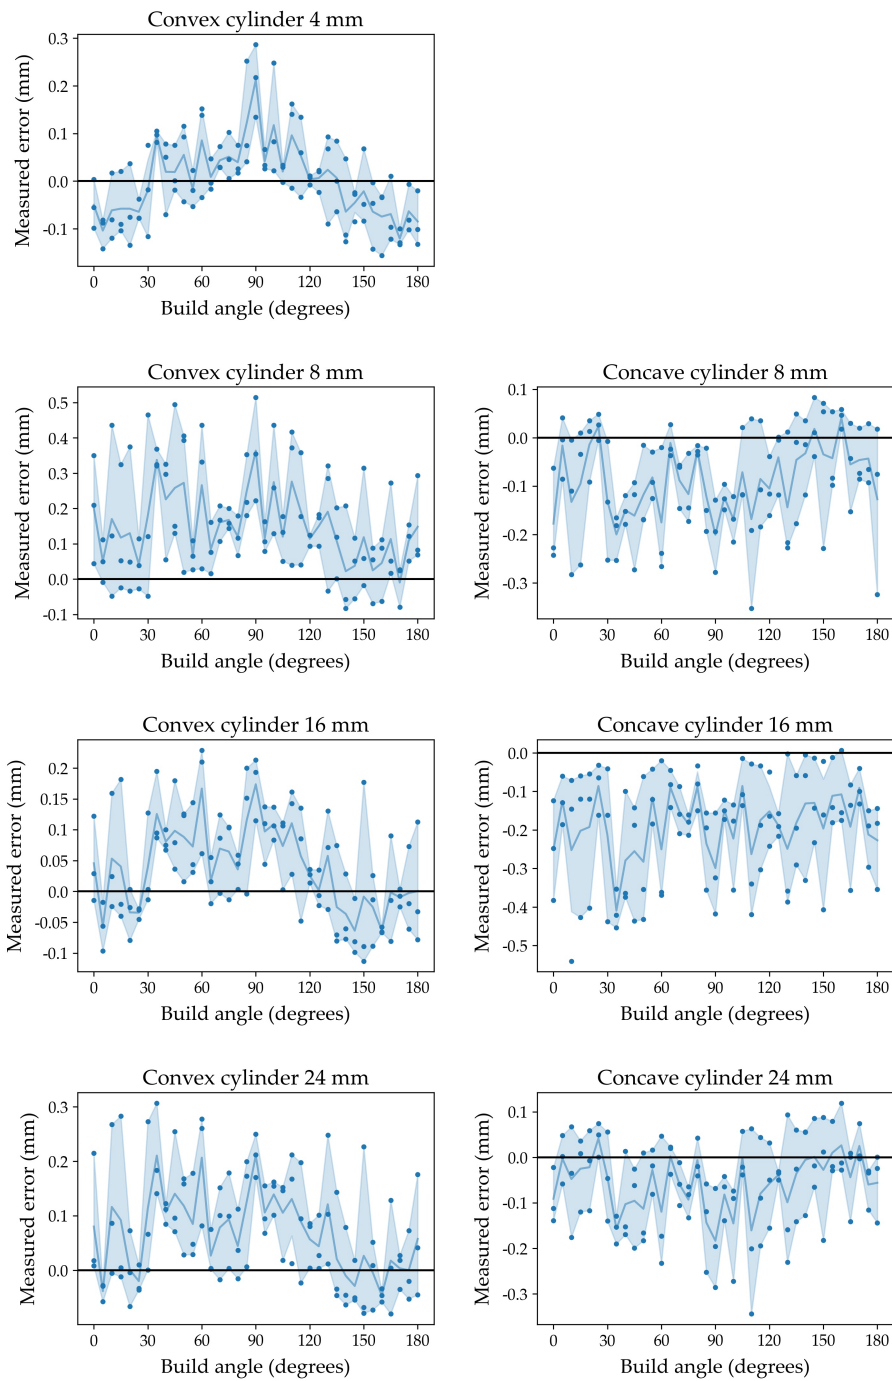 Convex cylinder 4 mm
Measured error (mm)
0.3
0.2
0.1
0.0
-0.1
0 30 60 90 120 150 180
Build angle (degrees)
Convex cylinder 8 mm
Measured error (mm)
0.5
0.4
0.3
0.2
0.1
0.0
-0.1
0 30 60 90 120 150 180
Build angle (degrees)
Concave cylinder 8 mm
Measured error (mm)
0.1
0.0
-0.1
-0.2
-0.3
0 30 60 90 120 150 180
Build angle (degrees)
Convex cylinder 16 mm
Measured error (mm)
0.2
0.15
0.1
0.05
0.0
-0.05
-0.1
0 30 60 90 120 150 180
Build angle (degrees)
Concave cylinder 16 mm
Measured error (mm)
0.0
-0.1
-0.2
-0.3
-0.4
-0.5
0 30 60 90 120 150 180
Build angle (degrees)
Convex cylinder 24 mm
Measured error (mm)
0.3
0.2
0.1
0.0
0 30 60 90 120 150 180
Build angle (degrees)
Concave cylinder 24 mm
Measured error (mm)
0.1
0.0
-0.1
-0.2
-0.3
0 30 60 90 120 150 180
Build angle (degrees)